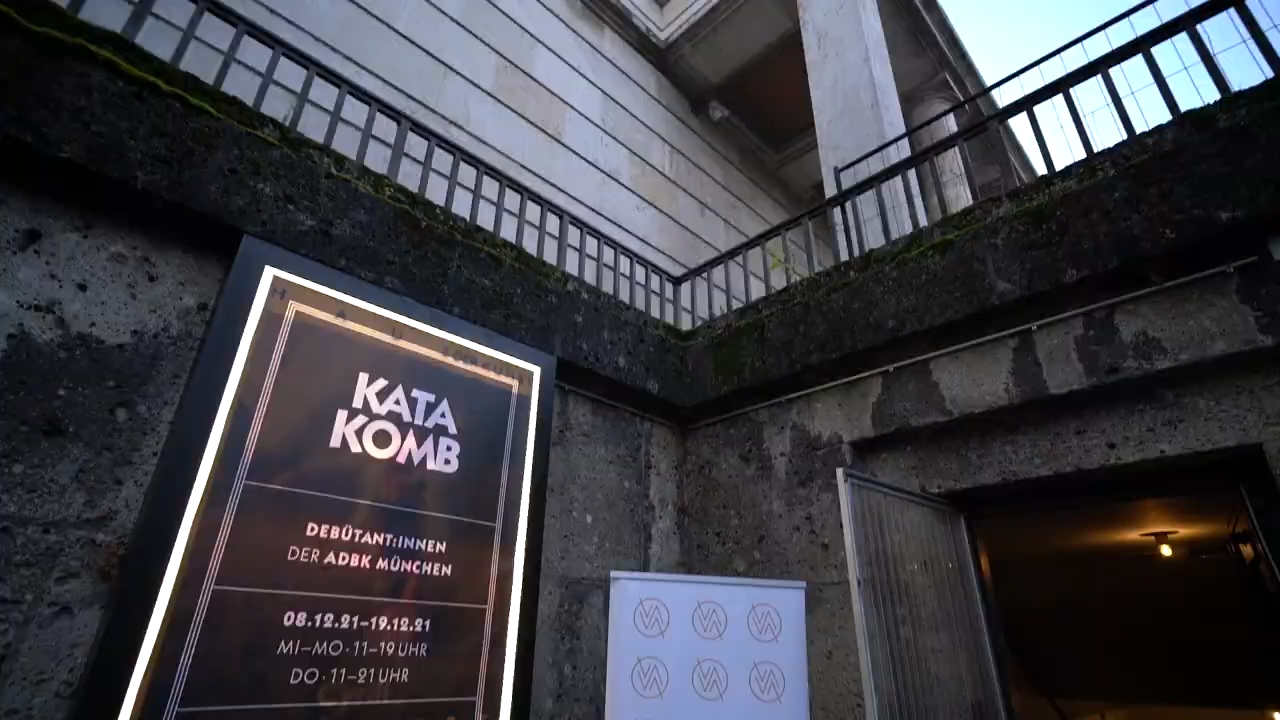 KATA
KOMB
DEBÜTANT:INNEN
DER ADBK MÜNCHEN
08.12.21–19.12.21
MI–MO · 11–19 UHR
DO · 11–21 UHR